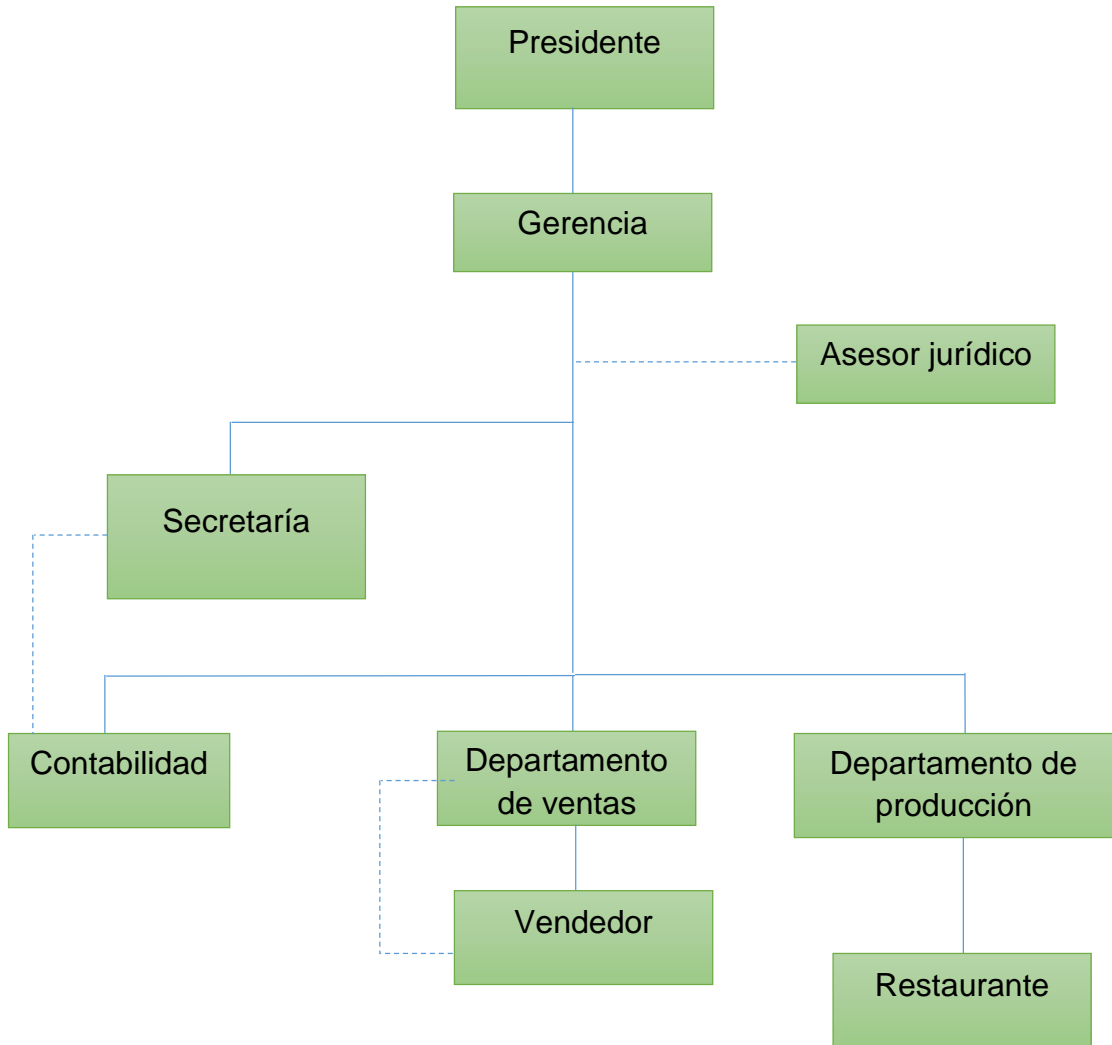 Presidente
Gerencia
Asesor jurídico
Secretaría
Contabilidad
Departamento
de ventas
Departamento de
producción
Vendedor
Restaurante